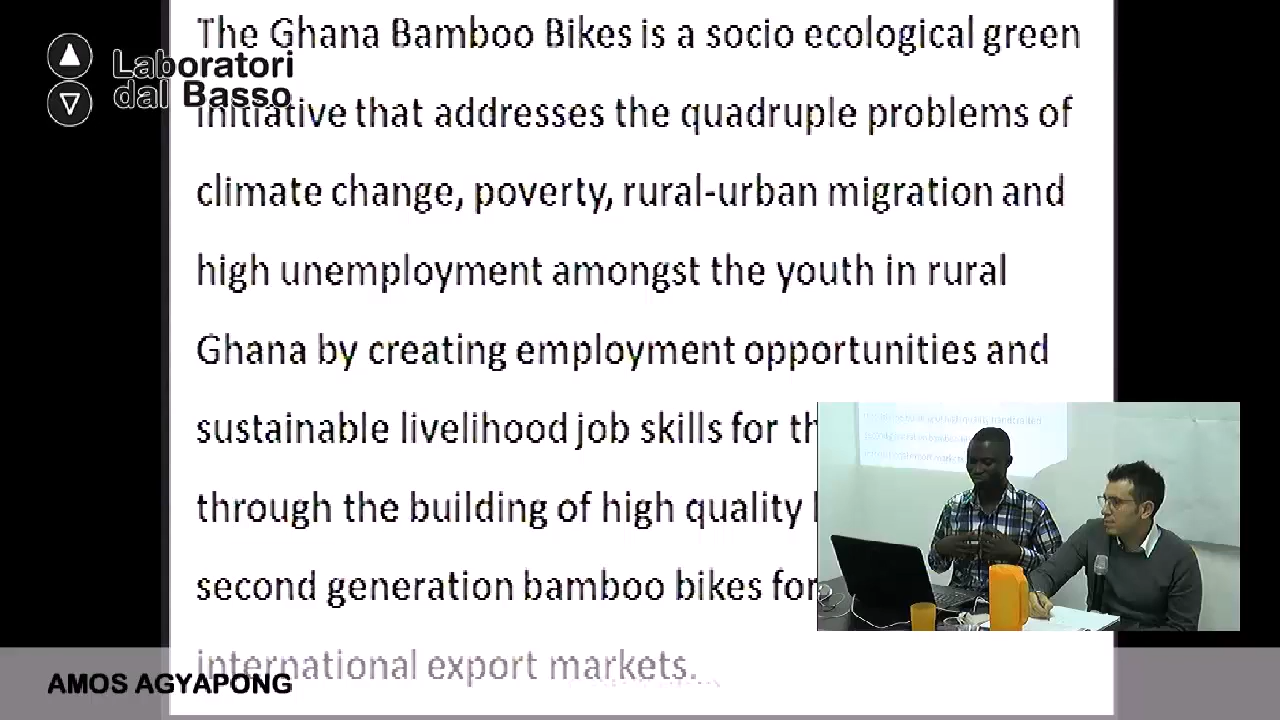 The Ghana Bamboo Bikes is a socio ecological green
Laboratori
dal Basso
initiative that addresses the quadruple problems of
climate change, poverty, rural-urban migration and
high unemployment amongst the youth in rural
Ghana by creating employment opportunities and
sustainable livelihood job skills for th
through the building of high quality
second generation bamboo bikes for
international export markets.
AMOS AGYAPONG